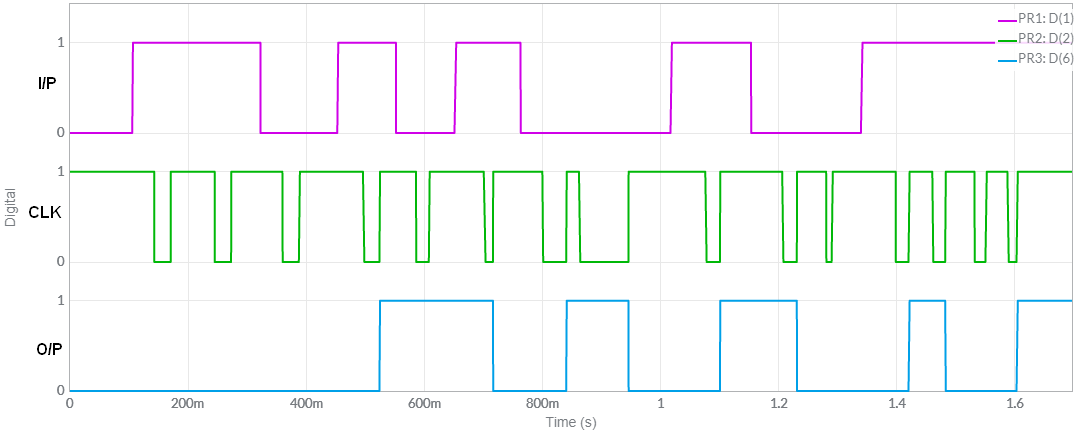 PR1: D(1)
PR2: D(2)
PR3: D(6)
1
I/P
0
1
CLK
0
1
O/P
0
Digital
0 200m 400m 600m 800m 1 1.2 1.4 1.6
Time (s)